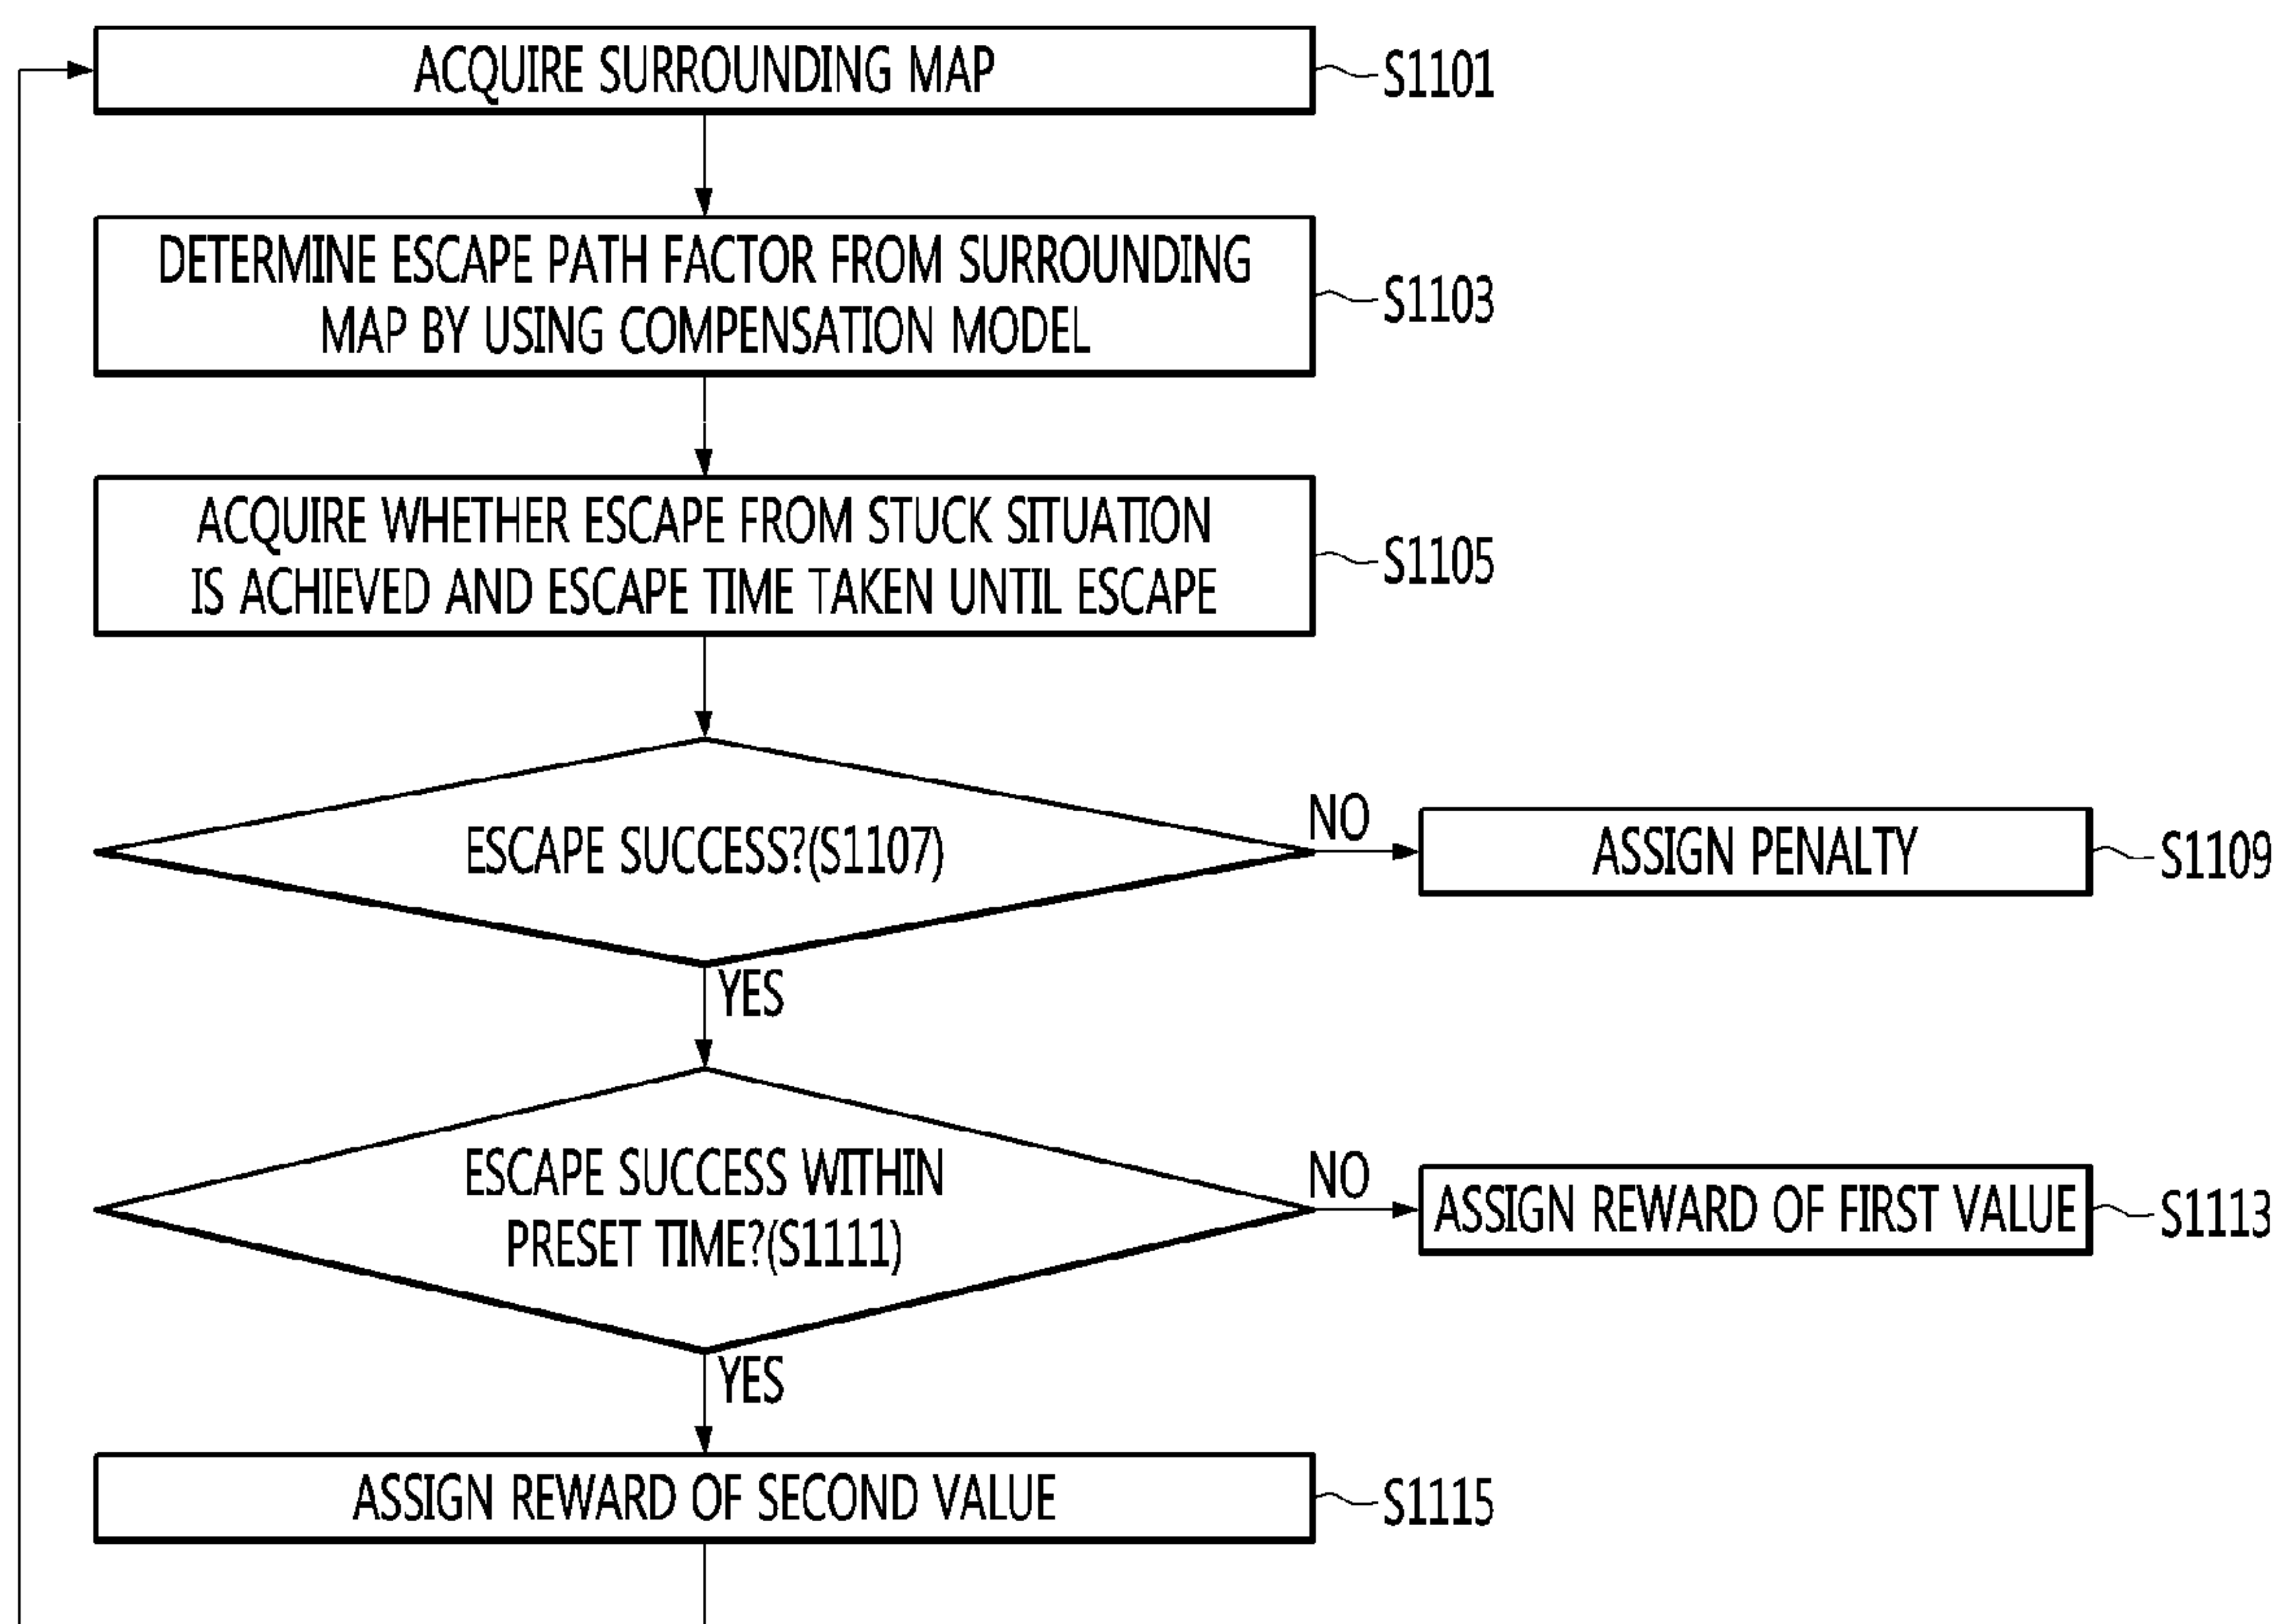 ACQUIRE SURROUNDING MAP
S1101
DETERMINE ESCAPE PATH FACTOR FROM SURROUNDING
MAP BY USING COMPENSATION MODEL
S1103
ACQUIRE WHETHER ESCAPE FROM STUCK SITUATION
IS ACHIEVED AND ESCAPE TIME TAKEN UNTIL ESCAPE
S1105
ESCAPE SUCCESS?(S1107)
NO
ASSIGN PENALTY
S1109
YES
ESCAPE SUCCESS WITHIN
PRESET TIME?(S1111)
NO
ASSIGN REWARD OF FIRST VALUE
S1113
YES
ASSIGN REWARD OF SECOND VALUE
S1115